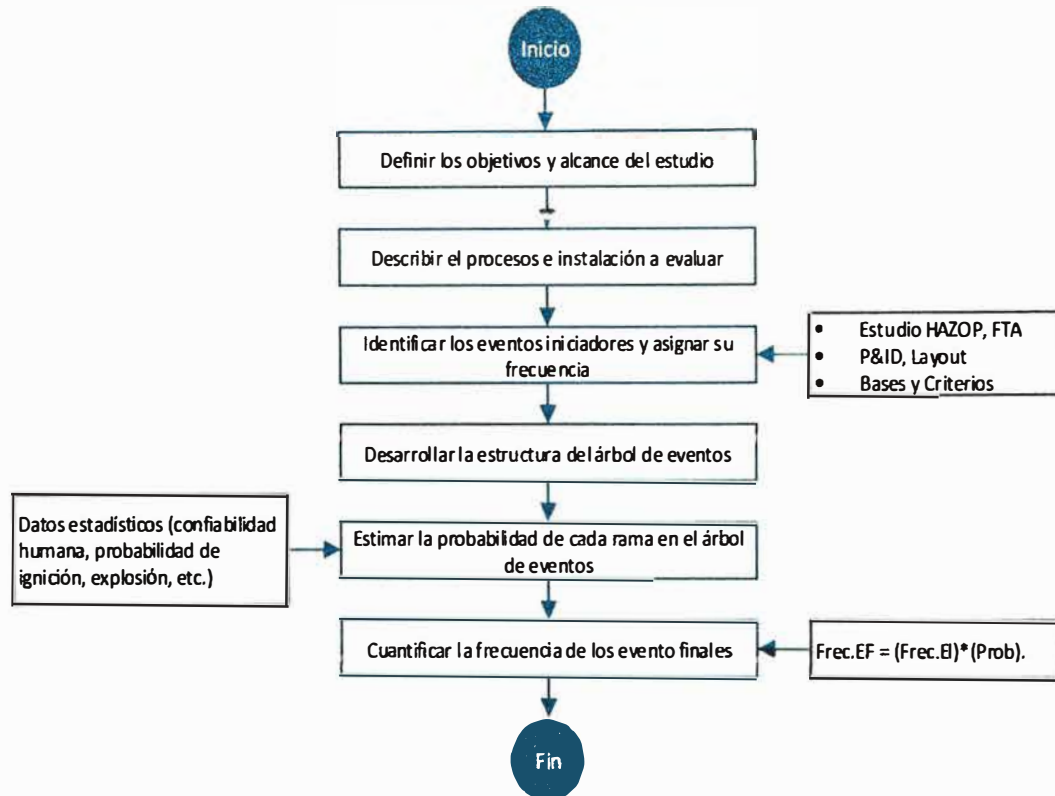 Inicio
Definir los objetivos y alcance del estudio
Describir el procesos e instalación a evaluar
Identificar los eventos iniciadores y asignar su
frecuencia
• Estudio HAZOP, FTA
• P&ID, Layout
• Bases y Criterios
Desarrollar la estructura del árbol de eventos
Datos estadísticos (confiabilidad
humana, probabilidad de
ignición, explosión, etc.)
Estimar la probabilidad de cada rama en el árbol
de eventos
Cuantificar la frecuencia de los evento finales
Frec.EF = (Frec.EI)*(Prob).
Fin